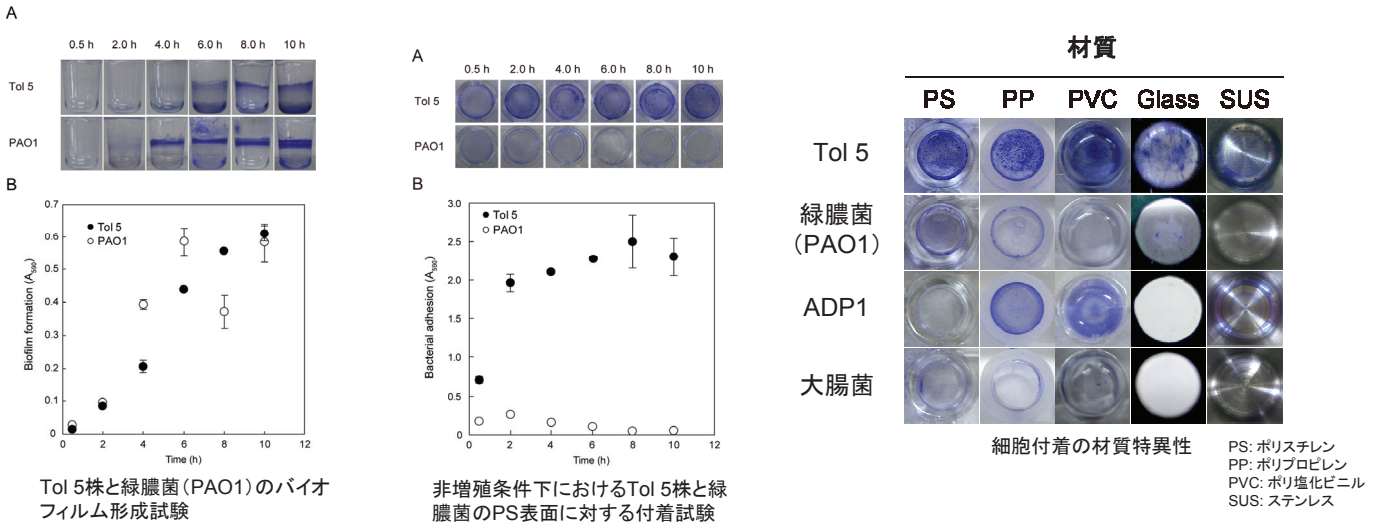 A
0.5 h 2.0 h 4.0 h 6.0 h 8.0 h 10 h
Tol 5
PAO1
B
0.7
0.6
0.5
0.4
0.3
0.2
0.1
0
Biofilm formation (A590)
Tol 5
PAO1
0 2 4 6 8 10 12
Time (h)
Tol 5株と緑膿菌(PAO1)のバイオ
フィルム形成試験
A
0.5 h 2.0 h 4.0 h 6.0 h 8.0 h 10 h
Tol 5
PAO1
B
3.0
2.5
2.0
1.5
1.0
0.5
0
Bacterial adhesion (A590)
Tol 5
PAO1
0 2 4 6 8 10 12
Time (h)
非増殖条件下におけるTol 5株と緑
膿菌のPS表面に対する付着試験
材質
PS PP PVC Glass SUS
Tol 5
緑膿菌
(PAO1)
ADP1
大腸菌
細胞付着の材質特異性
PS: ポリスチレン
PP: ポリプロピレン
PVC: ポリ塩化ビニル
SUS: ステンレス